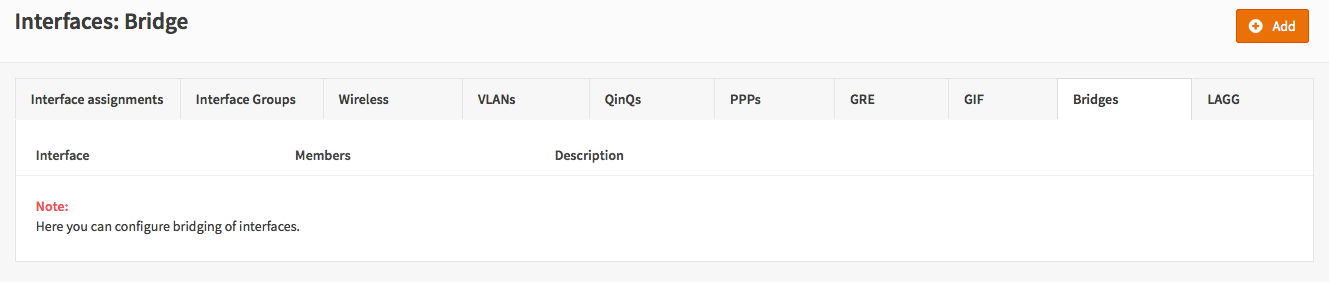 Interfaces: Bridge
Add
Interface assignments Interface Groups Wireless VLANs QinQs PPPs GRE GIF Bridges LAGG
Interface Members Description
Note:
Here you can configure bridging of interfaces.